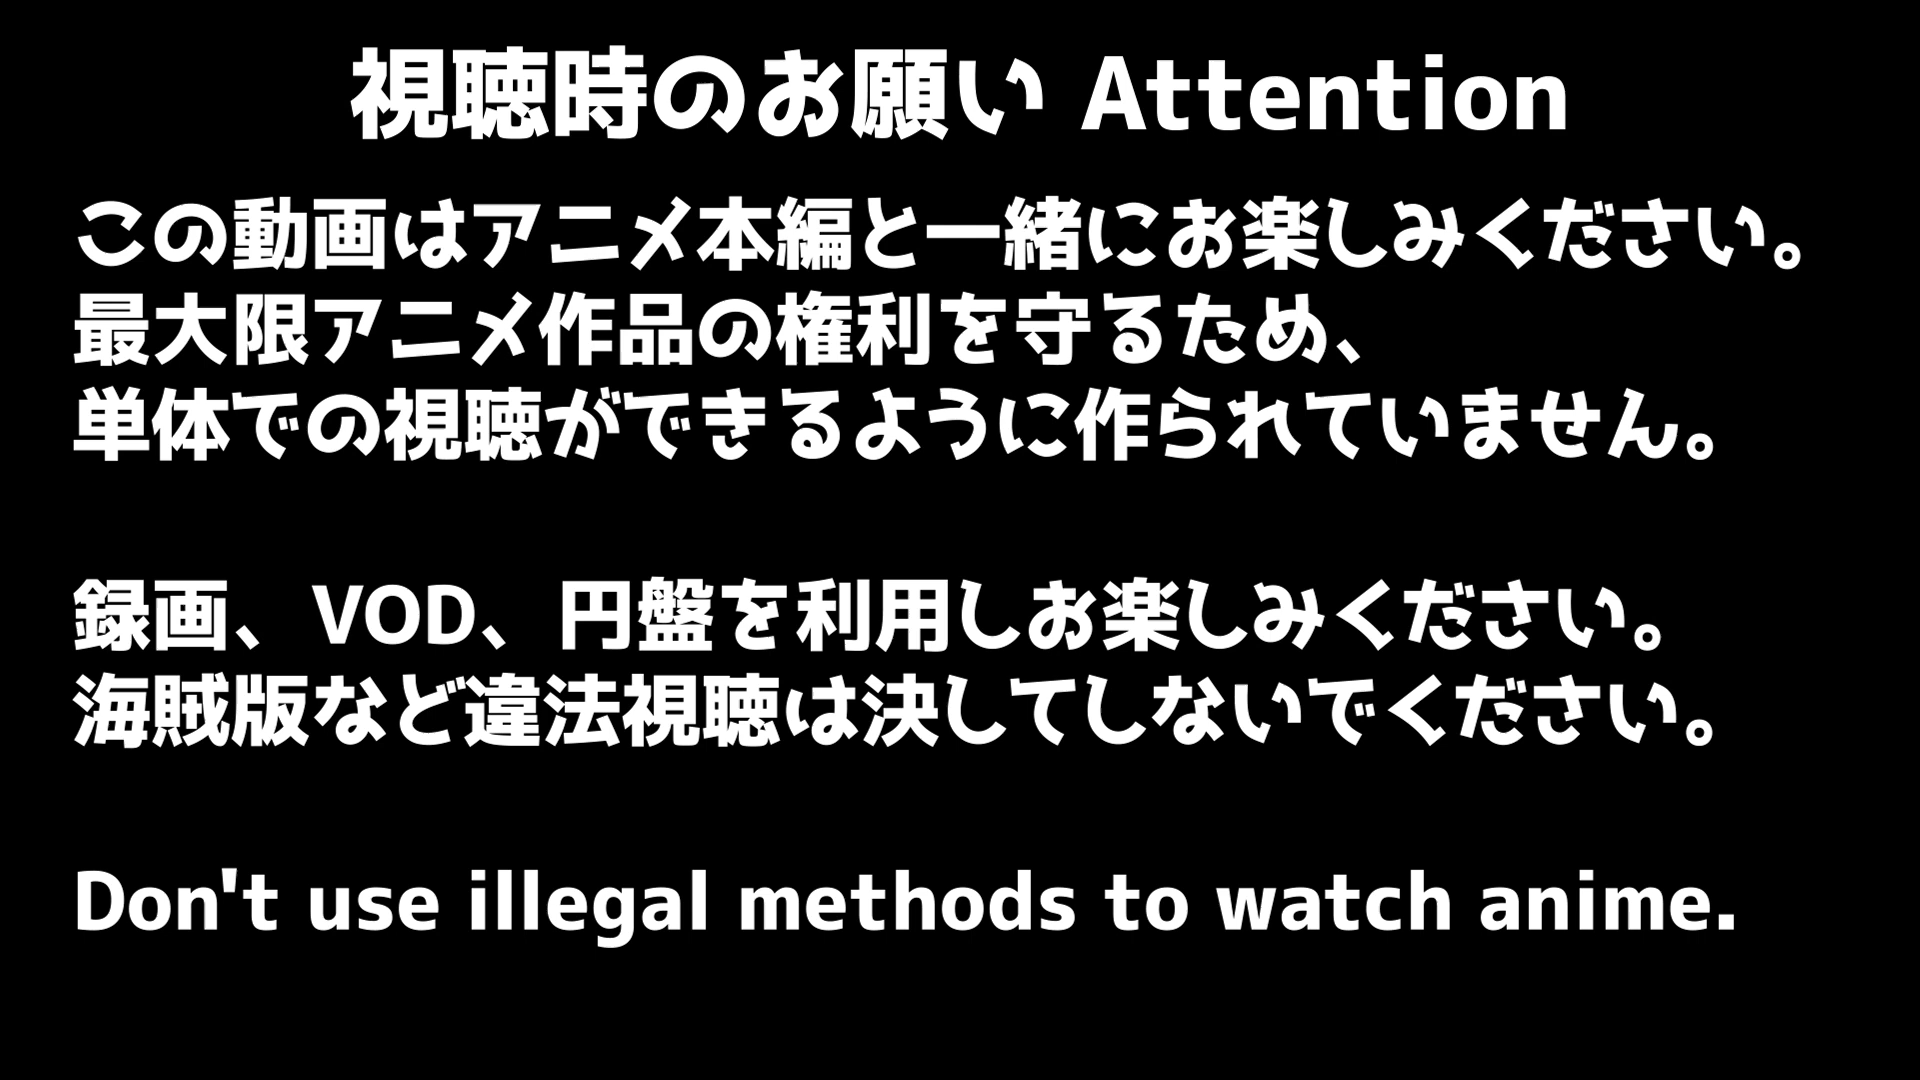 視聴時のお願い Attention
この動画はアニメ本編と一緒にお楽しみください。
最大限アニメ作品の権利を守るため、
単体での視聴ができるように作られていません。
録画、VOD、円盤を利用しお楽しみください。
海賊版など違法視聴は決してしないでください。
Don't use illegal methods to watch anime.